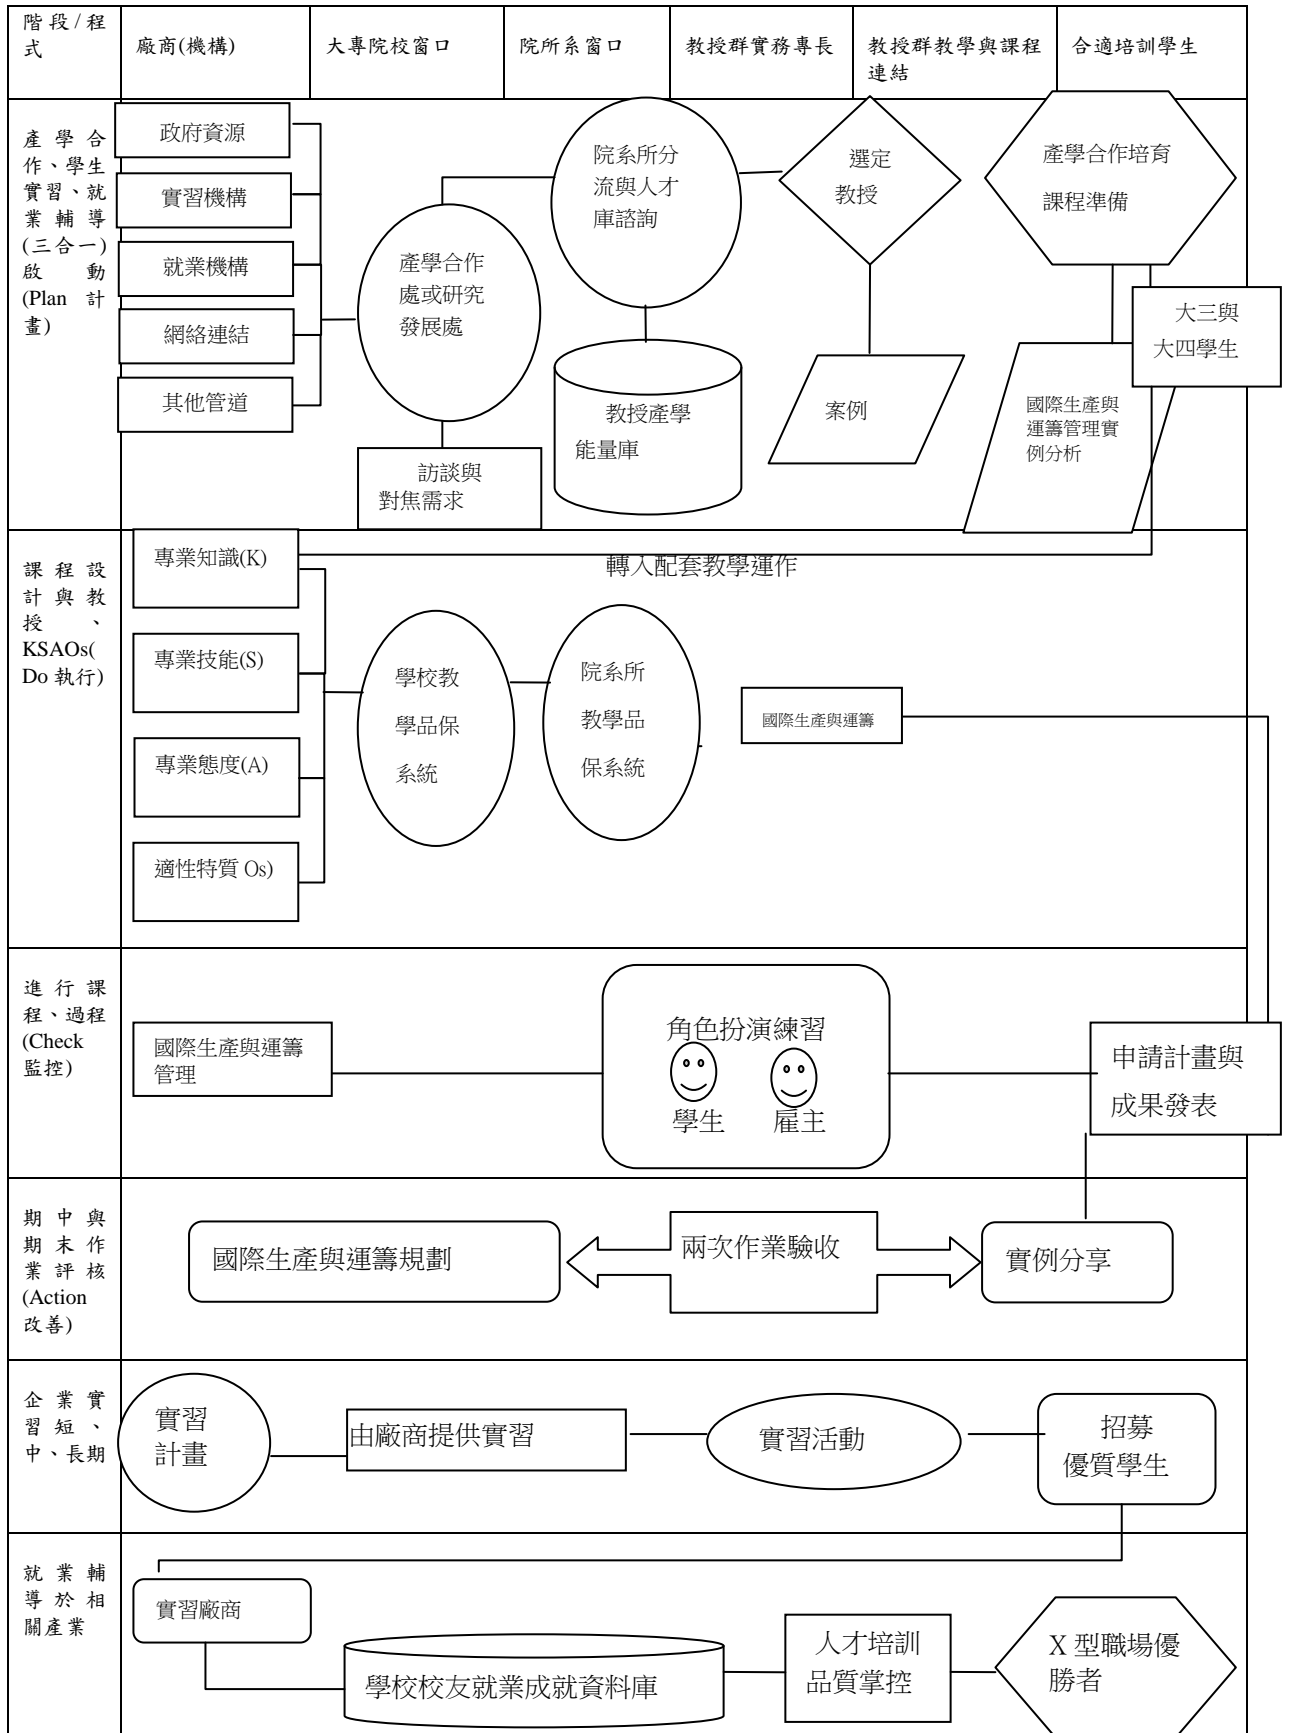 階段/程
式
廠商(機構)
大專院校窗口
院所系窗口
教授群實務專長
教授群教學與課程
連結
合適培訓學生
產學合
作、學生
實習、就
業輔導
(三合一)
啟動
(Plan 計
畫)
政府資源
實習機構
就業機構
網絡連結
其他管道
產學合作
處或研究
發展處
訪談與
對焦需求
院系所分
流與人才
庫諮詢
教授產學
能量庫
選定
教授
案例
產學合作培育
課程準備
大三與
大四學生
國際生產與
運籌管理實
例分析
課程設
計與教
授、
KSAOs(
Do 執行)
專業知識(K)
專業技能(S)
專業態度(A)
適性特質 Os)
轉入配套教學運作
學校教
學品保
系統
院系所
教學品
保系統
國際生產與運籌
進行課
程、過程
(Check
監控)
國際生產與運籌
管理
角色扮演練習
學生
雇主
申請計畫與
成果發表
期中與
期末作
業評核
(Action
改善)
國際生產與運籌規劃
兩次作業驗收
實例分享
企業實
習短、
中、長期
實習
計畫
由廠商提供實習
實習活動
招募
優質學生
就業輔
導於相
關產業
實習廠商
學校校友就業成就資料庫
人才培訓
品質掌控
X 型職場優
勝者